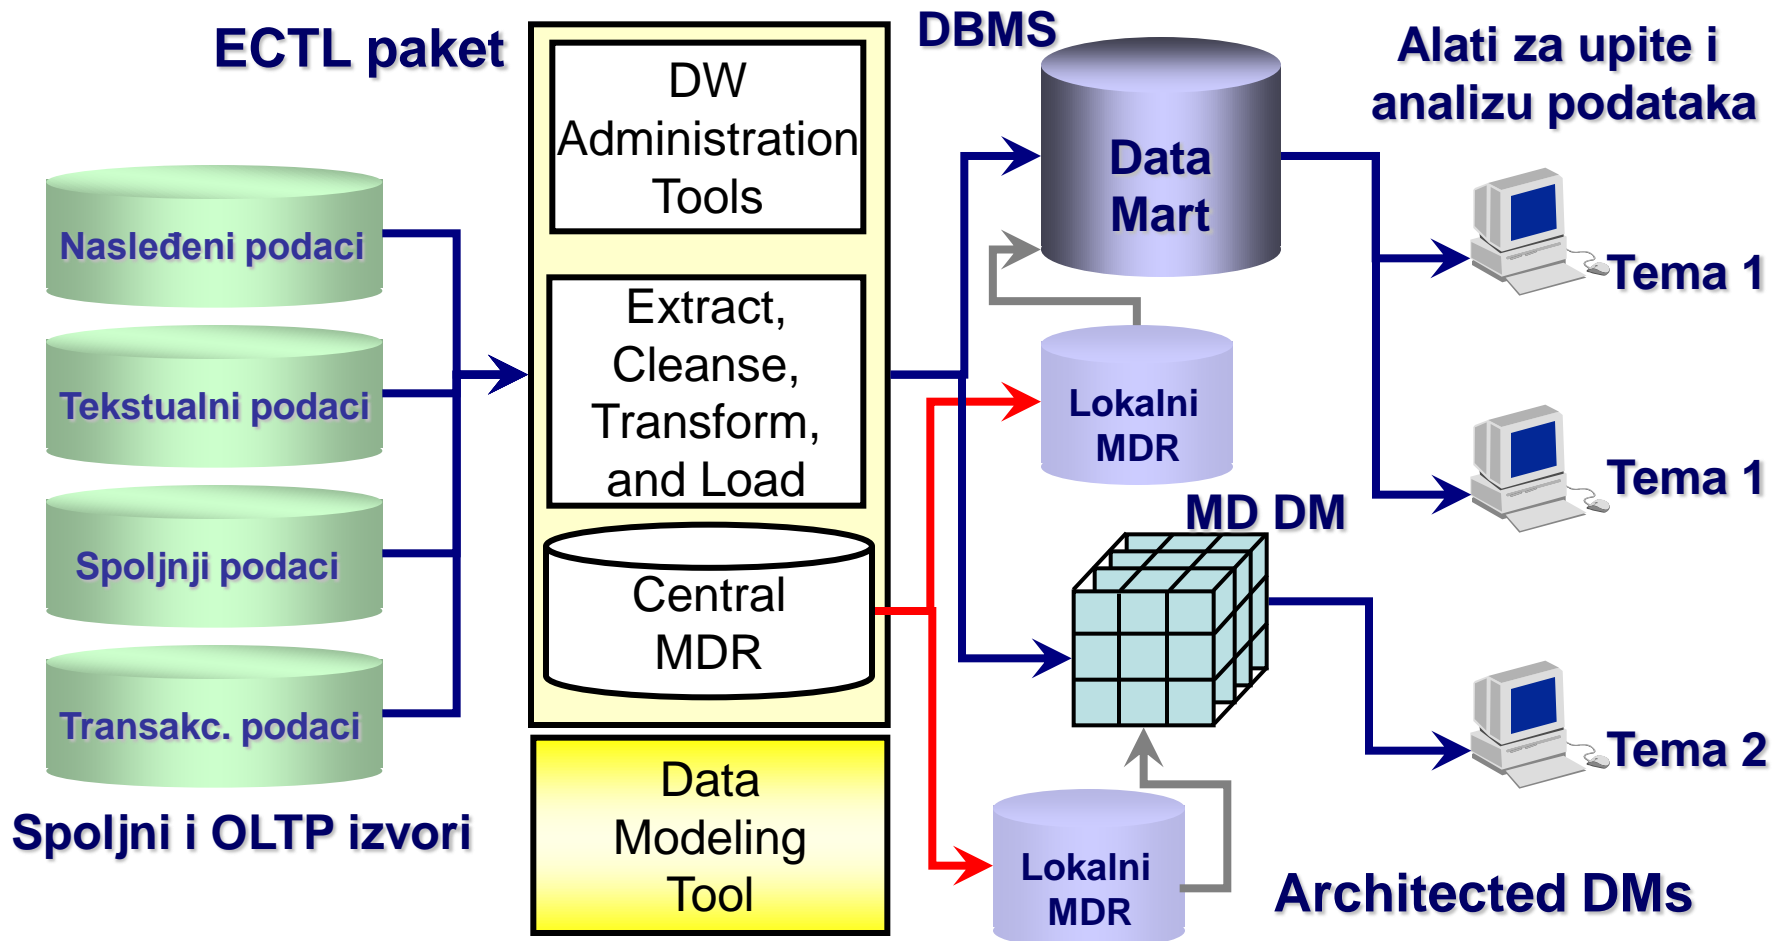 ECTL paket
DBMS
Alati za upite i
analizu podataka
Nasleđeni podaci
Tekstualni podaci
Spoljnji podaci
Transakc. podaci
Spoljni i OLTP izvori
DW
Administration
Tools
Extract,
Cleanse,
Transform,
and Load
Central
MDR
Data
Modeling
Tool
Data
Mart
Lokalni
MDR
MD DM
Lokalni
MDR
Tema 1
Tema 1
Tema 2
Architected DMs